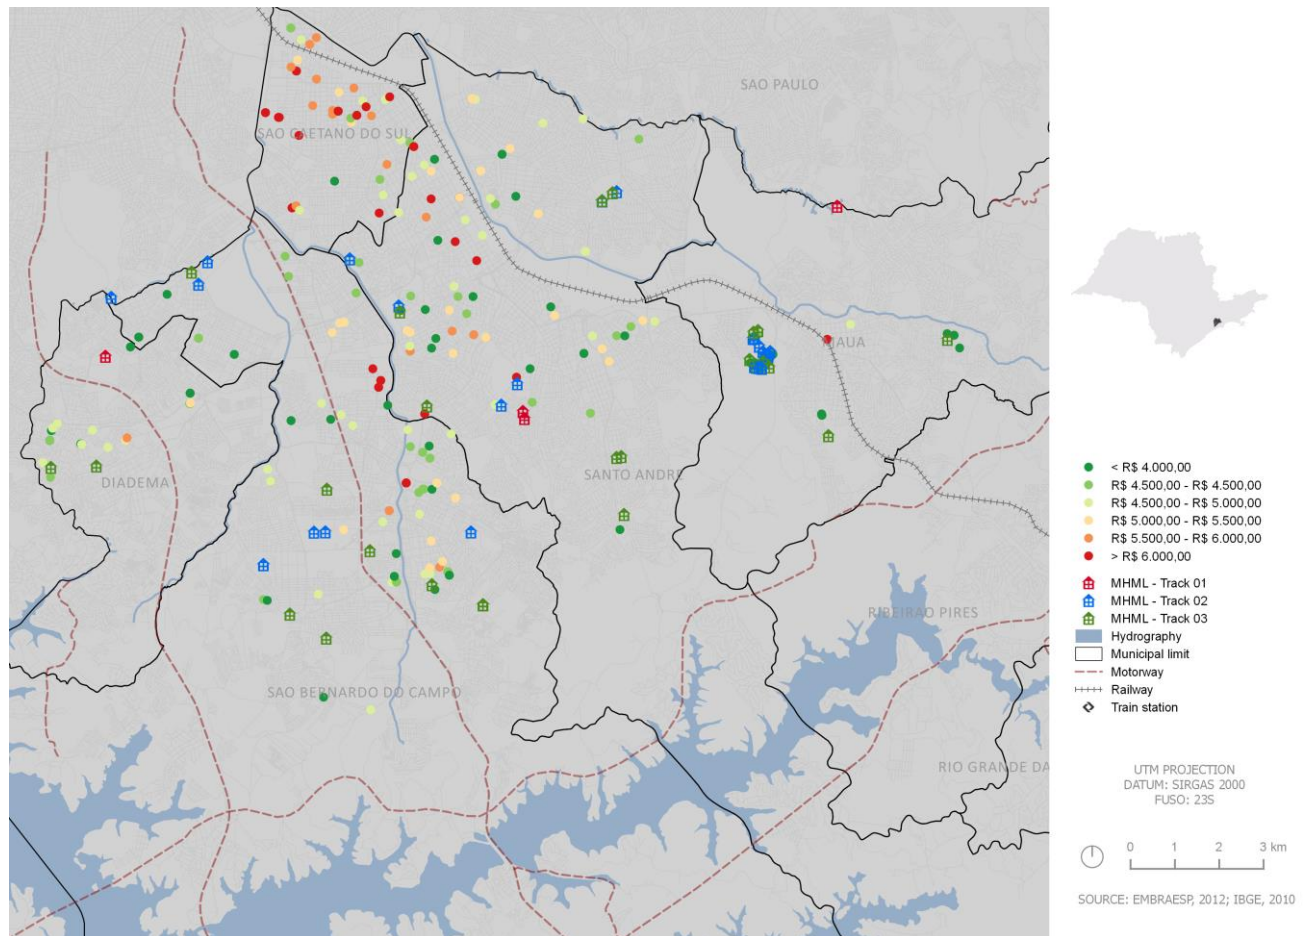 SAO PAULO
SAO CAETANO DO SUL
MAUA
SANTO ANDRE
DIADEMA
RIBEIRAO PIRES
SAO BERNARDO DO CAMPO
RIO GRANDE DA
< R$ 4.000,00
R$ 4.500,00 - R$ 4.500,00
R$ 4.500,00 - R$ 5.000,00
R$ 5.000,00 - R$ 5.500,00
R$ 5.500,00 - R$ 6.000,00
> R$ 6.000,00
MHML - Track 01
MHML - Track 02
MHML - Track 03
Hydrography
Municipal limit
Motorway
Railway
Train station
UTM PROJECTION
DATUM: SIRGAS 2000
FUSO: 23S
0 1 2 3 km
SOURCE: EMBRAESP, 2012; IBGE, 2010